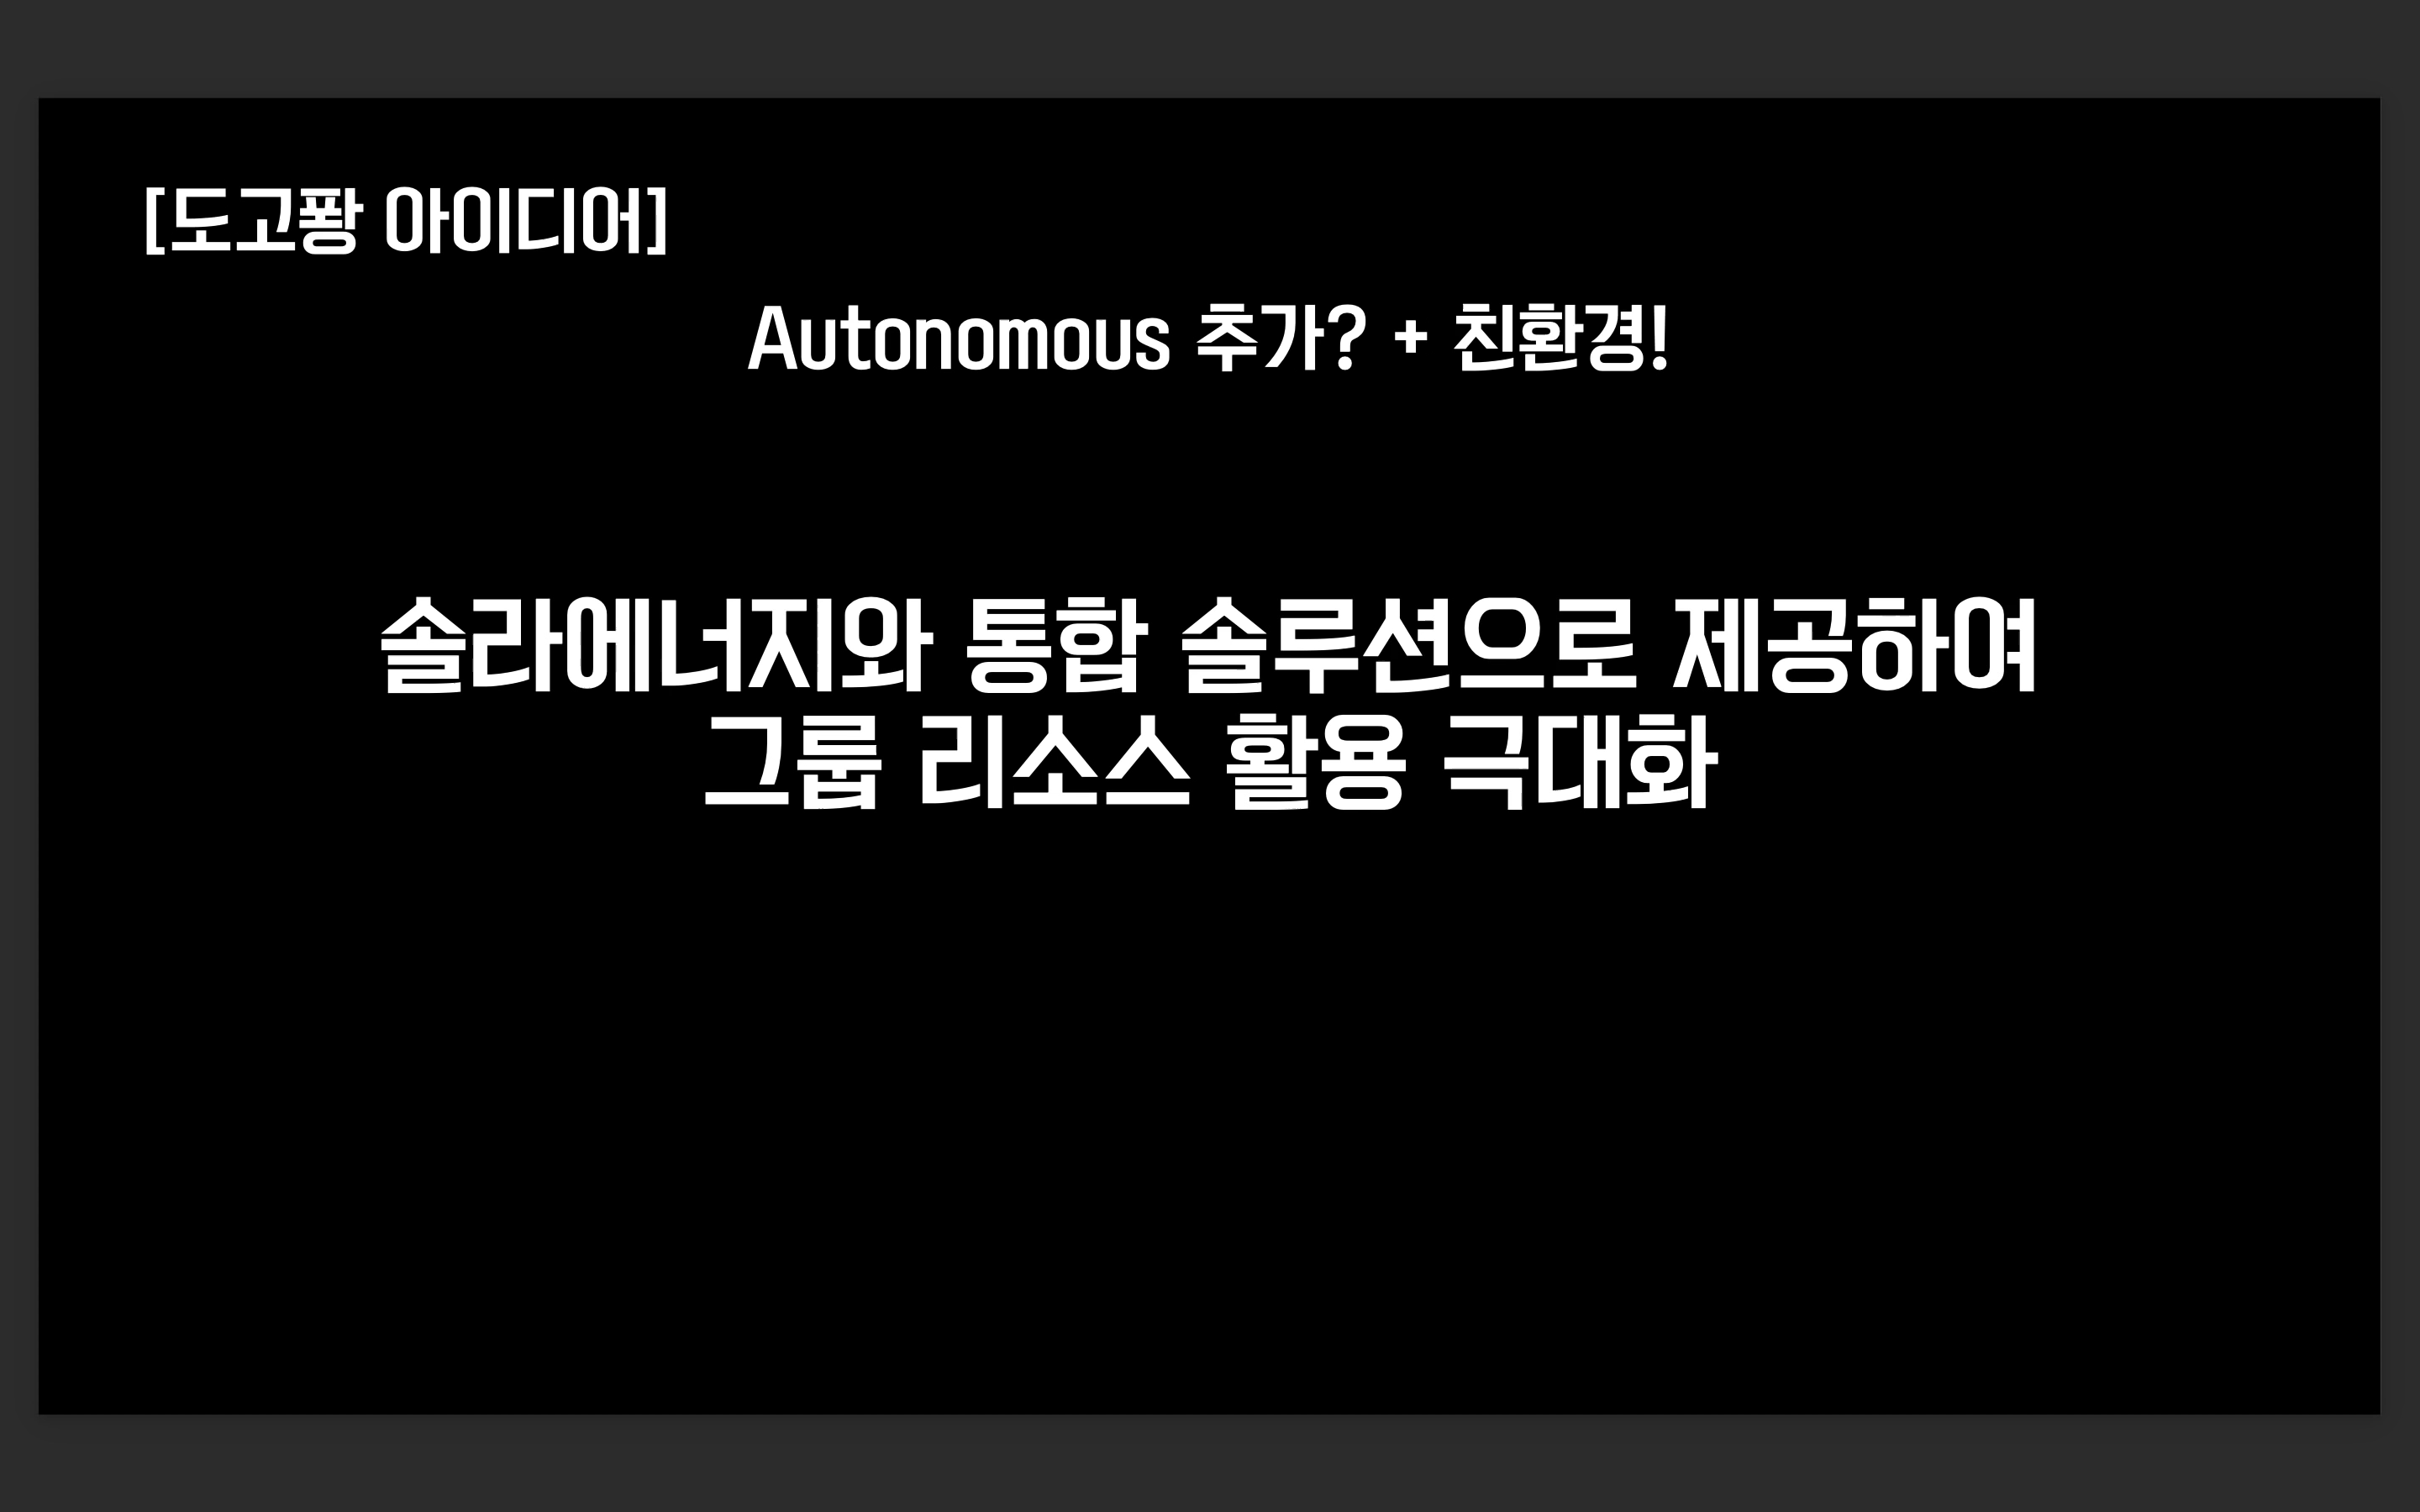 [도고퐝 아이디어]
Autonomous 추가? + 친환경!
솔라에너지와 통합 솔루션으로 제공하여
그룹 리소스 활용 극대화